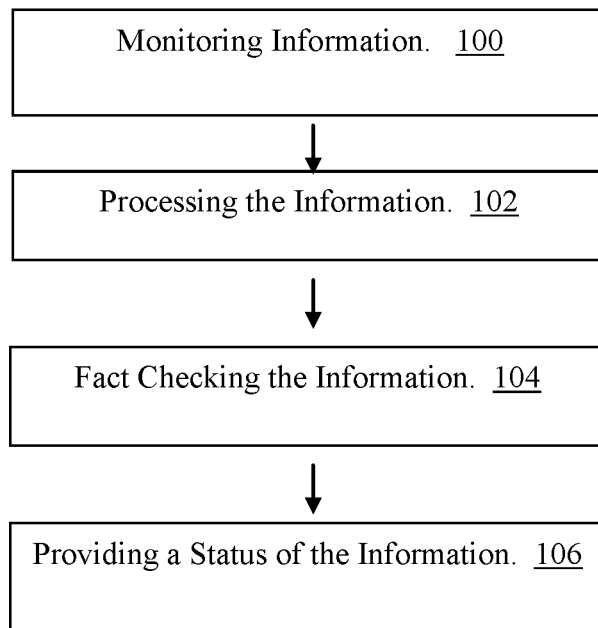 Monitoring Information. 100
Processing the Information. 102
Fact Checking the Information. 104
Providing a Status of the Information. 106